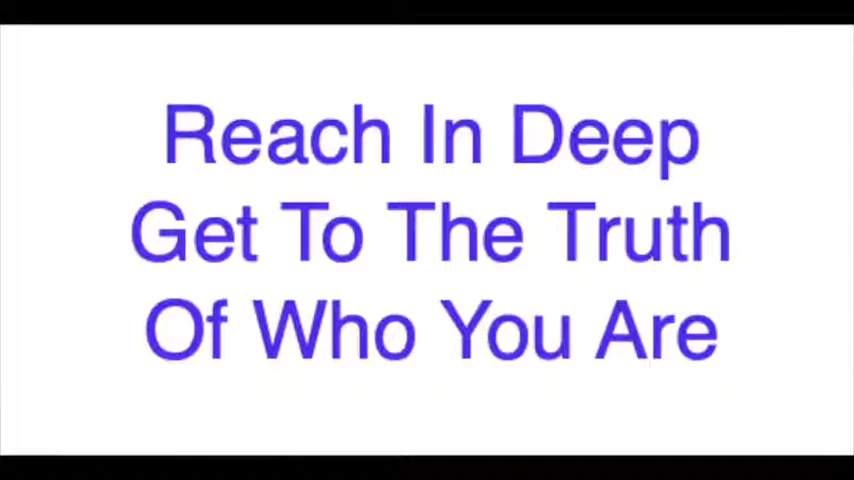 Reach In Deep
Get To The Truth
Of Who You Are